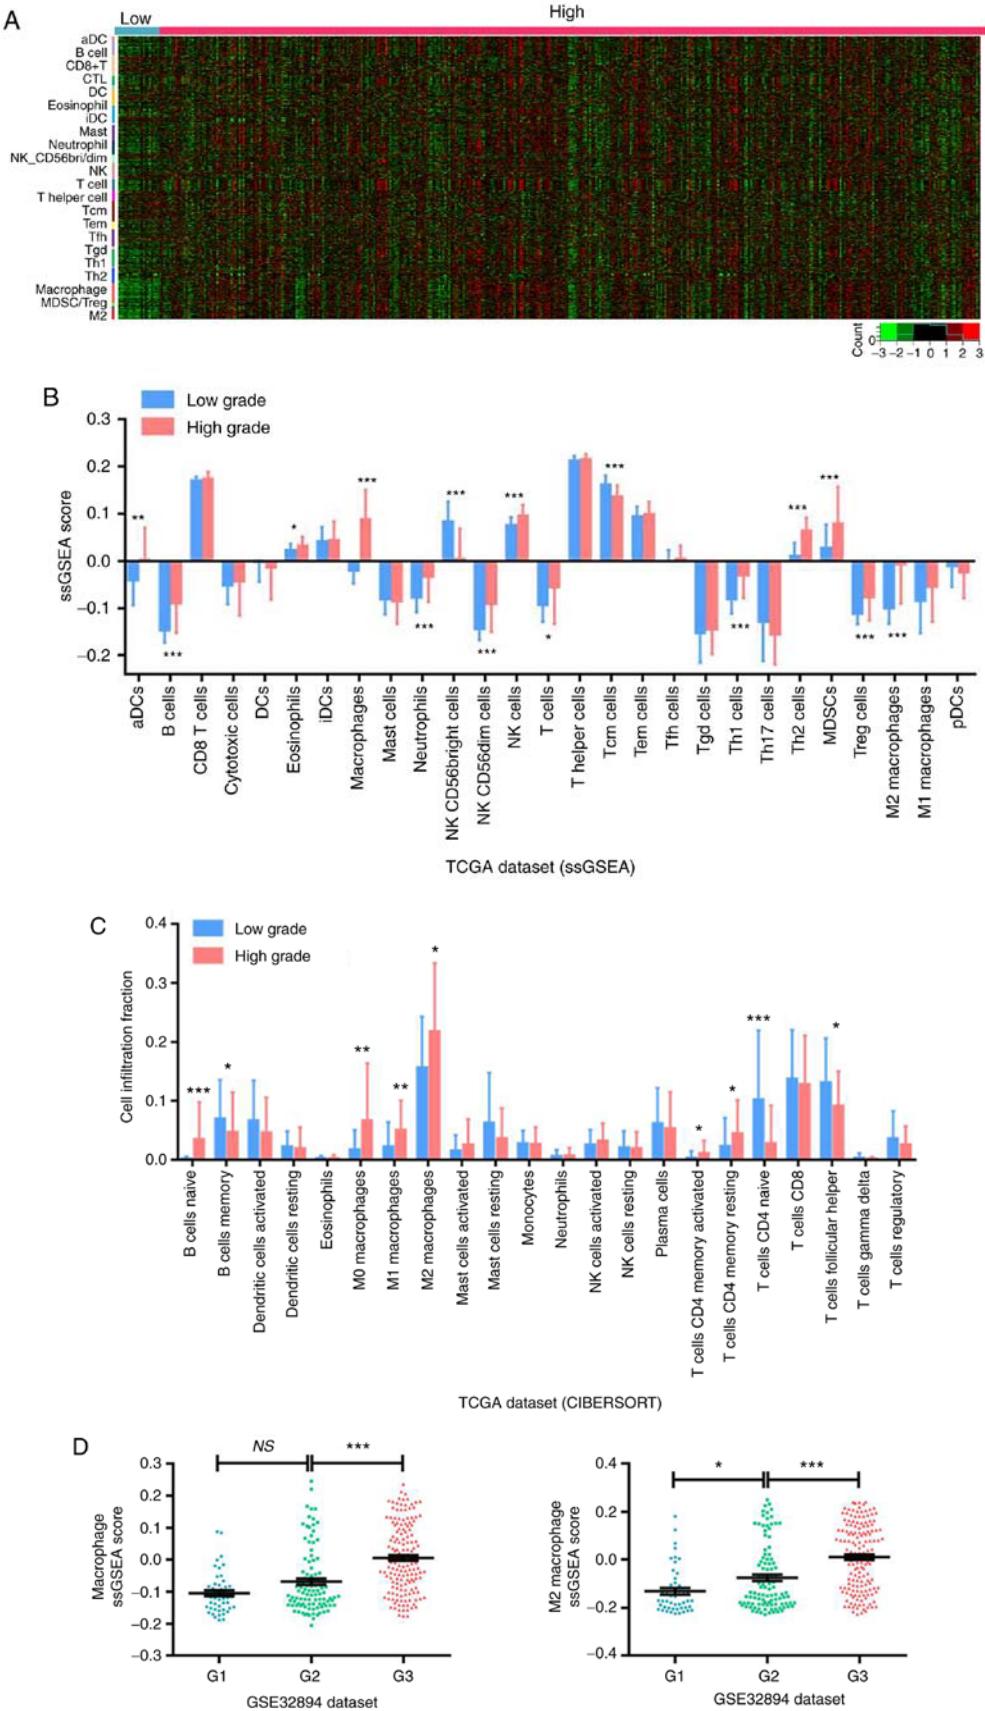 A
Low
High
aDC
B cell
CD8+T
CTL
DC
Eosinophil
iDC
Mast
Neutrophil
NK_CD56bri/dim
NK
T cell
T helper cell
Tcm
Tem
Tfh
Tgd
Th1
Th2
Macrophage
MDSC/Treg
M2
Count
0
−3 −2 −1 0 1 2 3
B
Low grade
High grade
0.3
0.2
0.1
0.0
−0.1
−0.2
ssGSEA score
**
***
*
***
***
***
***
***
*
***
***
***
***
***
***
aDCs
B cells
CD8 T cells
Cytotoxic cells
DCs
Eosinophils
iDCs
Macrophages
Mast cells
Neutrophils
NK CD56bright cells
NK CD56dim cells
NK cells
T cells
T helper cells
Tcm cells
Tem cells
Tfh cells
Tgd cells
Th1 cells
Th17 cells
Th2 cells
MDSCs
Treg cells
M2 macrophages
M1 macrophages
pDCs
TCGA dataset (ssGSEA)
C
Low grade
High grade
0.4
0.3
0.2
0.1
0.0
Cell infiltration fraction
***
*
**
**
*
*
*
***
*
B cells naive
B cells memory
Dendritic cells activated
Dendritic cells resting
Eosinophils
M0 macrophages
M1 macrophages
M2 macrophages
Mast cells activated
Mast cells resting
Monocytes
Neutrophils
NK cells activated
NK cells resting
Plasma cells
T cells CD4 memory activated
T cells CD4 memory resting
T cells CD4 naive
T cells CD8
T cells follicular helper
T cells gamma delta
T cells regulatory
TCGA dataset (CIBERSORT)
D
NS
***
0.3
0.2
0.1
0.0
−0.1
−0.2
−0.3
Macrophage
ssGSEA score
G1 G2 G3
GSE32894 dataset
*
***
0.4
0.2
0.0
−0.2
−0.4
M2 macrophage
ssGSEA score
G1 G2 G3
GSE32894 dataset